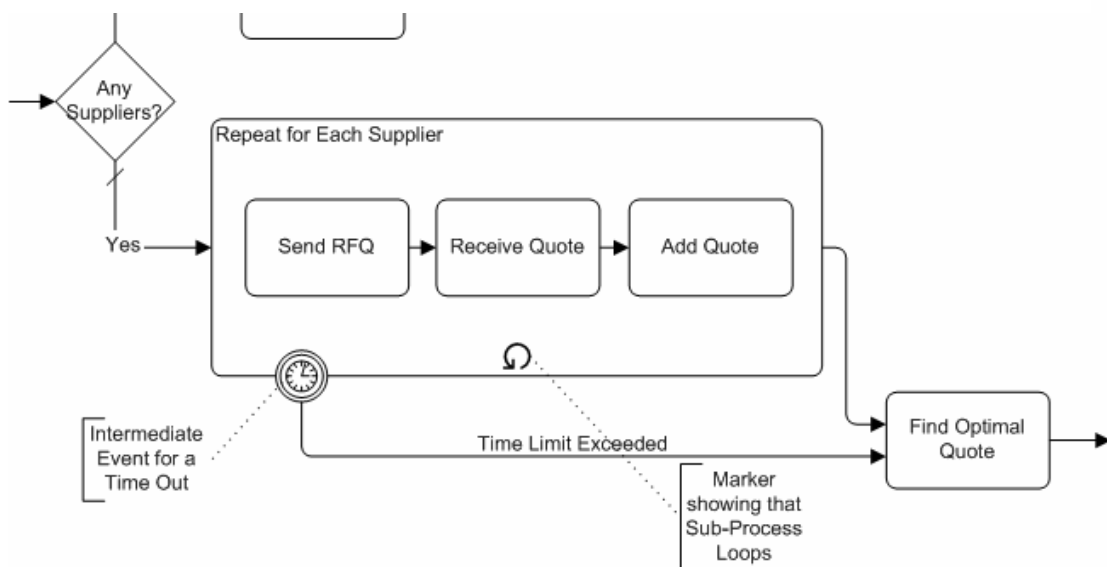 Any
Suppliers?
Repeat for Each Supplier
Send RFQ
Receive Quote
Add Quote
Yes
Intermediate
Event for a
Time Out
Time Limit Exceeded
Find Optimal
Quote
Marker
showing that
Sub-Process
Loops